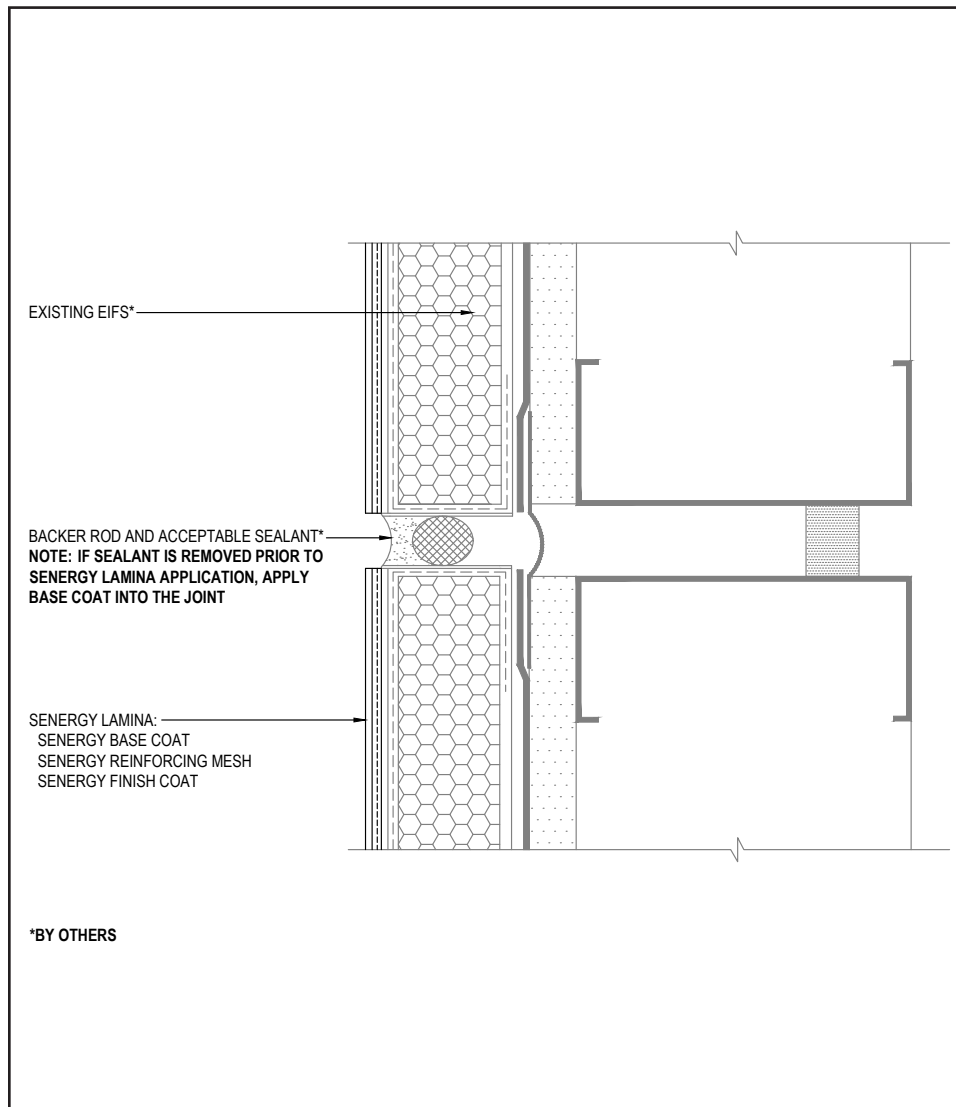 EXISTING EIFS*
BACKER ROD AND ACCEPTABLE SEALANT*
NOTE: IF SEALANT IS REMOVED PRIOR TO
SENERGY LAMINA APPLICATION, APPLY
BASE COAT INTO THE JOINT
SENERGY LAMINA:
SENERGY BASE COAT
SENERGY REINFORCING MESH
SENERGY FINISH COAT
*BY OTHERS